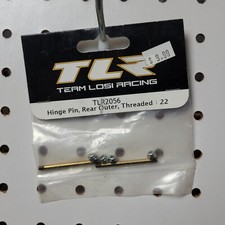 $ 9.99
TLR
TEAM LOSI RACING
TLR2056
Hinge Pin, Rear Outer, Threaded : 22